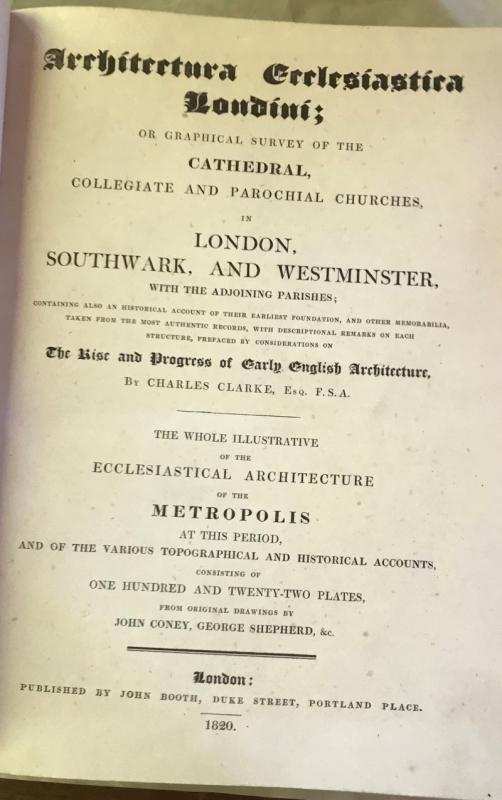 Architectura Ecclesiastica
Londini;
OR GRAPHICAL SURVEY OF THE
CATHEDRAL,
COLLEGIATE AND PAROCHIAL CHURCHES,
IN
LONDON,
SOUTHWARK, AND WESTMINSTER,
WITH THE ADJOINING PARISHES;
CONTAINING ALSO AN HISTORICAL ACCOUNT OF THEIR EARLIEST FOUNDATION, AND OTHER MEMORABILIA,
TAKEN FROM THE MOST AUTHENTIC RECORDS, WITH DESCRIPTIONAL REMARKS ON EACH
STRUCTURE, PREFACED BY CONSIDERATIONS ON
The Rise and Progress of Early English Architecture,
BY CHARLES CLARKE, ESQ. F.S.A.
THE WHOLE ILLUSTRATIVE
OF THE
ECCLESIASTICAL ARCHITECTURE
OF THE
METROPOLIS
AT THIS PERIOD,
AND OF THE VARIOUS TOPOGRAPHICAL AND HISTORICAL ACCOUNTS,
CONSISTING OF
ONE HUNDRED AND TWENTY-TWO PLATES,
FROM ORIGINAL DRAWINGS BY
JOHN CONEY, GEORGE SHEPHERD, &c.
London:
PUBLISHED BY JOHN BOOTH, DUKE STREET, PORTLAND PLACE.
1820.